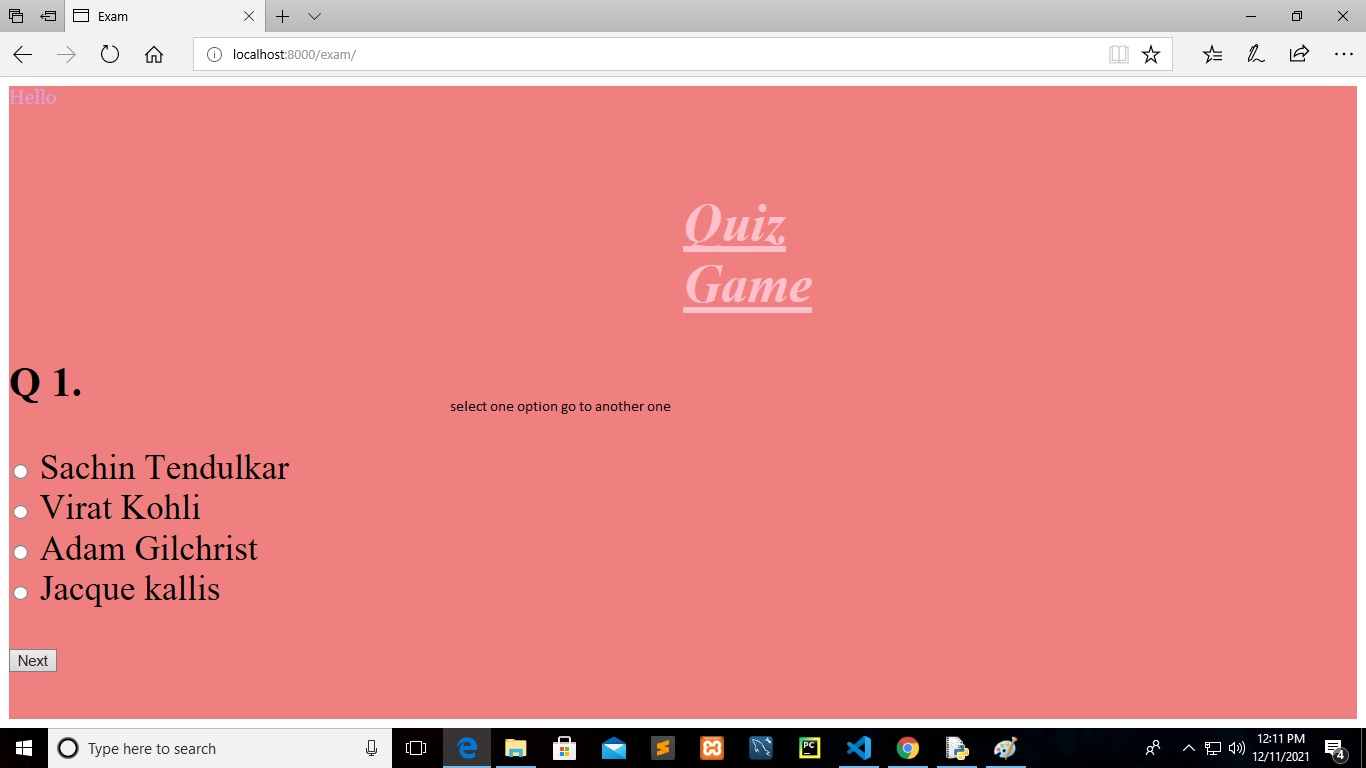 Exam
localhost:8000/exam/
Hello
Quiz
Game
Q 1.
select one option go to another one
Sachin Tendulkar
Virat Kohli
Adam Gilchrist
Jacque kallis
Next
Type here to search
PC
12:11 PM
12/11/2021
4